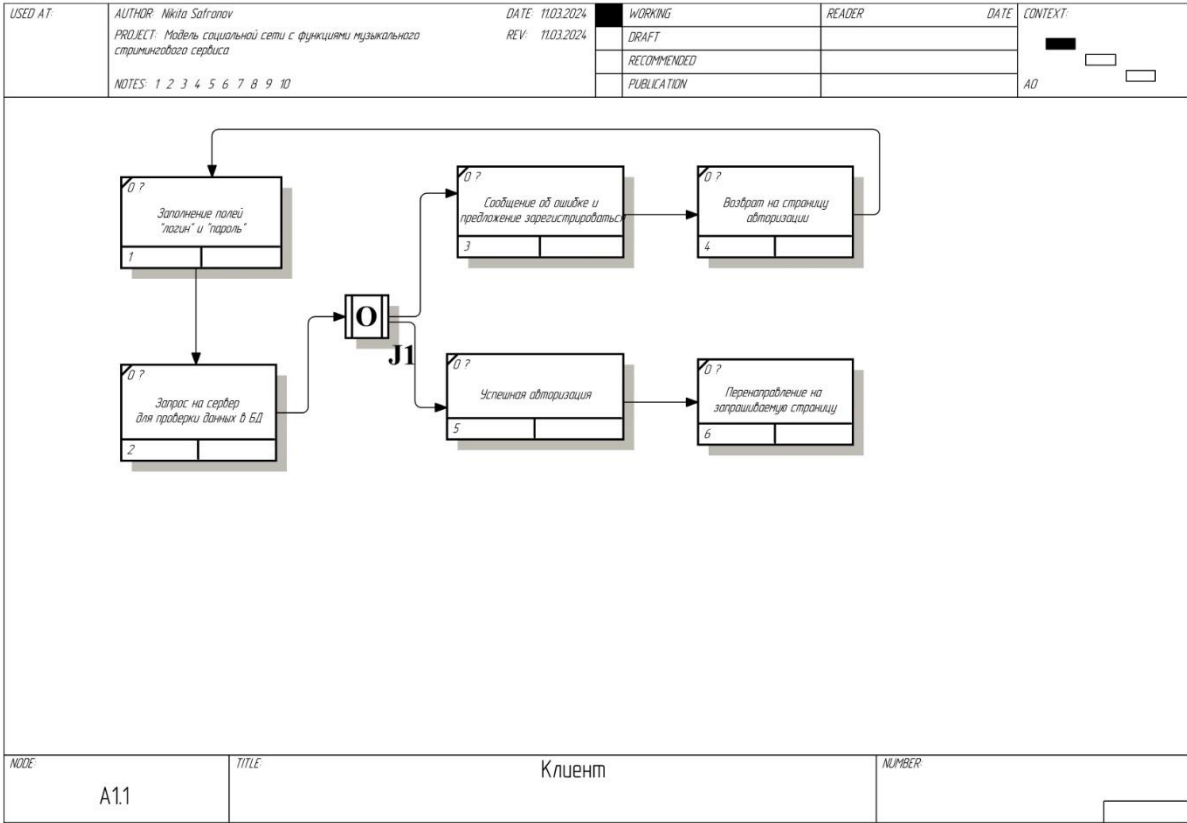 USED AT:
AUTHOR: Nikita Safronov
DATE: 11.03.2024
PROJECT: Модель социальной сети с функциями музыкального
стримингового сервиса
REV: 11.03.2024
NOTES: 1 2 3 4 5 6 7 8 9 10
WORKING
DRAFT
RECOMMENDED
PUBLICATION
READER DATE
CONTEXT:
A0
0 ?
Заполнение полей
"логин" и "пароль"
1
0 ?
Сообщение об ошибке и
предложение зарегистрироваться
3
0 ?
Возврат на страницу
авторизации
4
O
J1
0 ?
Запрос на сервер
для проверки данных в БД
2
0 ?
Успешная авторизация
5
0 ?
Перенаправление на
запрашиваемую страницу
6
NODE:
A1.1
TITLE:
Клиент
NUMBER: